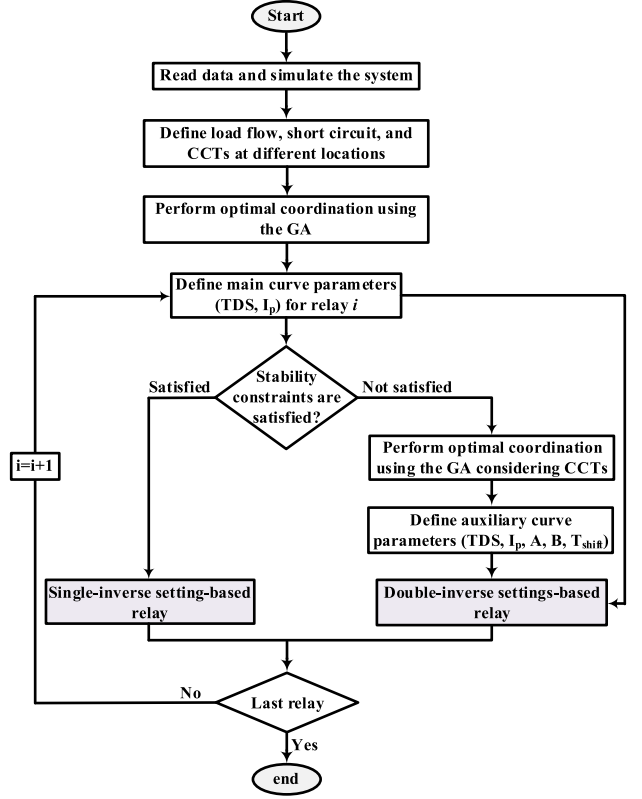 Start
Read data and simulate the system
Define load flow, short circuit, and
CCTs at different locations
Perform optimal coordination using
the GA
Define main curve parameters
(TDS, Ip) for relay i
Stability
constraints are
satisfied?
Satisfied
Not satisfied
i=i+1
Perform optimal coordination
using the GA considering CCTs
Define auxiliary curve
parameters (TDS, Ip, A, B, Tshift)
Single-inverse setting-based
relay
Double-inverse settings-based
relay
No
Last relay
Yes
end